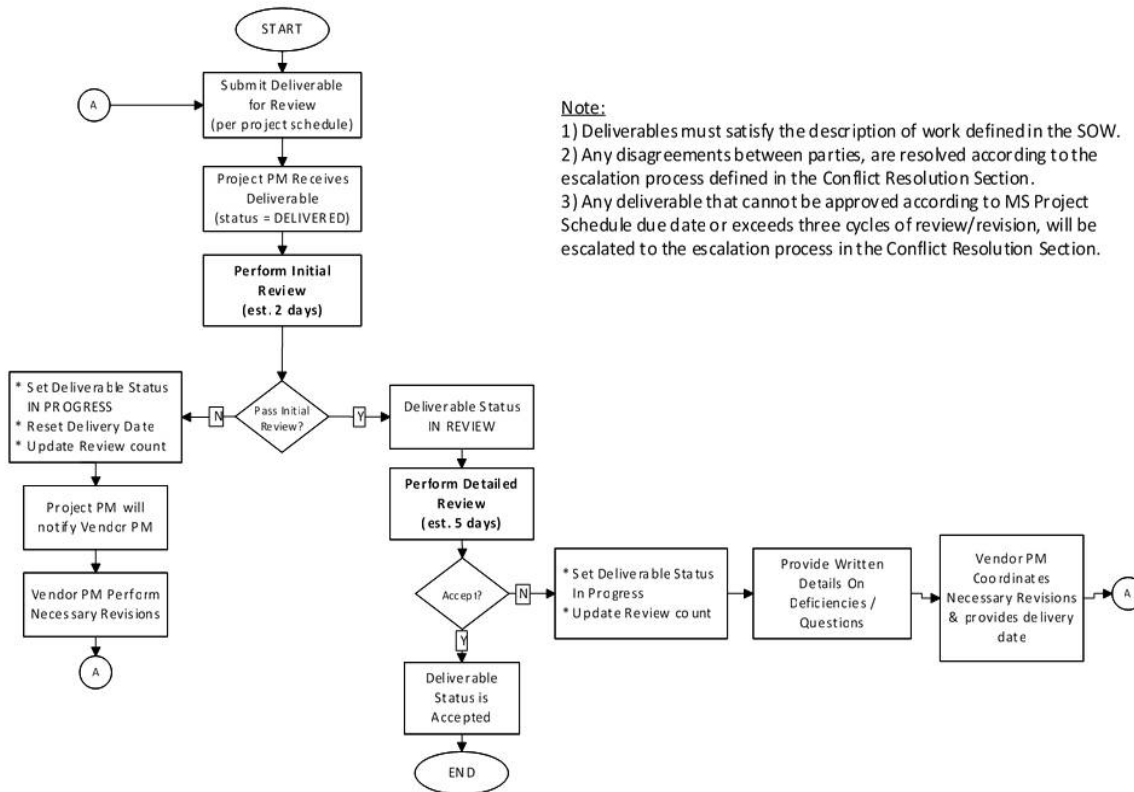 START
A
Submit Deliverable
for Review
(per project schedule)
Note:
1) Deliverables must satisfy the description of work defined in the SOW.
2) Any disagreements between parties, are resolved according to the
escalation process defined in the Conflict Resolution Section.
3) Any deliverable that cannot be approved according to MS Project
Schedule due date or exceeds three cycles of review/revision, will be
escalated to the escalation process in the Conflict Resolution Section.
Project PM Receives
Deliverable
(status = DELIVERED)
Perform Initial
Review
(est. 2 days)
Pass Initial
Review?
N
Y
* Set Deliverable Status
IN PROGRESS
* Reset Delivery Date
* Update Review count
Project PM will
notify Vendor PM
Vendor PM Perform
Necessary Revisions
A
Deliverable Status
IN REVIEW
Perform Detailed
Review
(est. 5 days)
Accept?
N
Y
* Set Deliverable Status
In Progress
* Update Review count
Provide Written
Details On
Deficiencies /
Questions
Vendor PM
Coordinates
Necessary Revisions
& provides delivery
date
A
Deliverable
Status is
Accepted
END